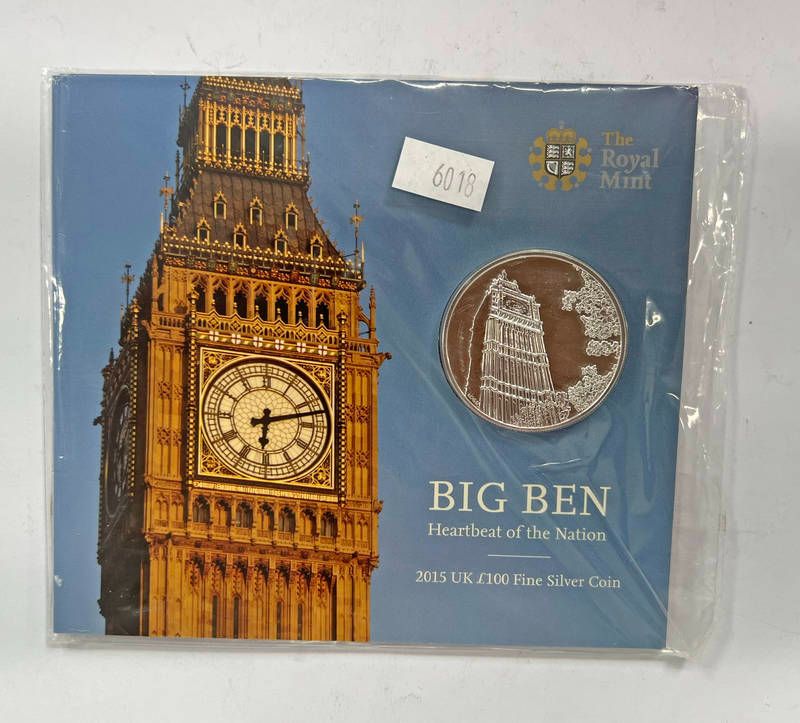 6018
The
Royal
Mint
BIG BEN
Heartbeat of the Nation
2015 UK £100 Fine Silver Coin